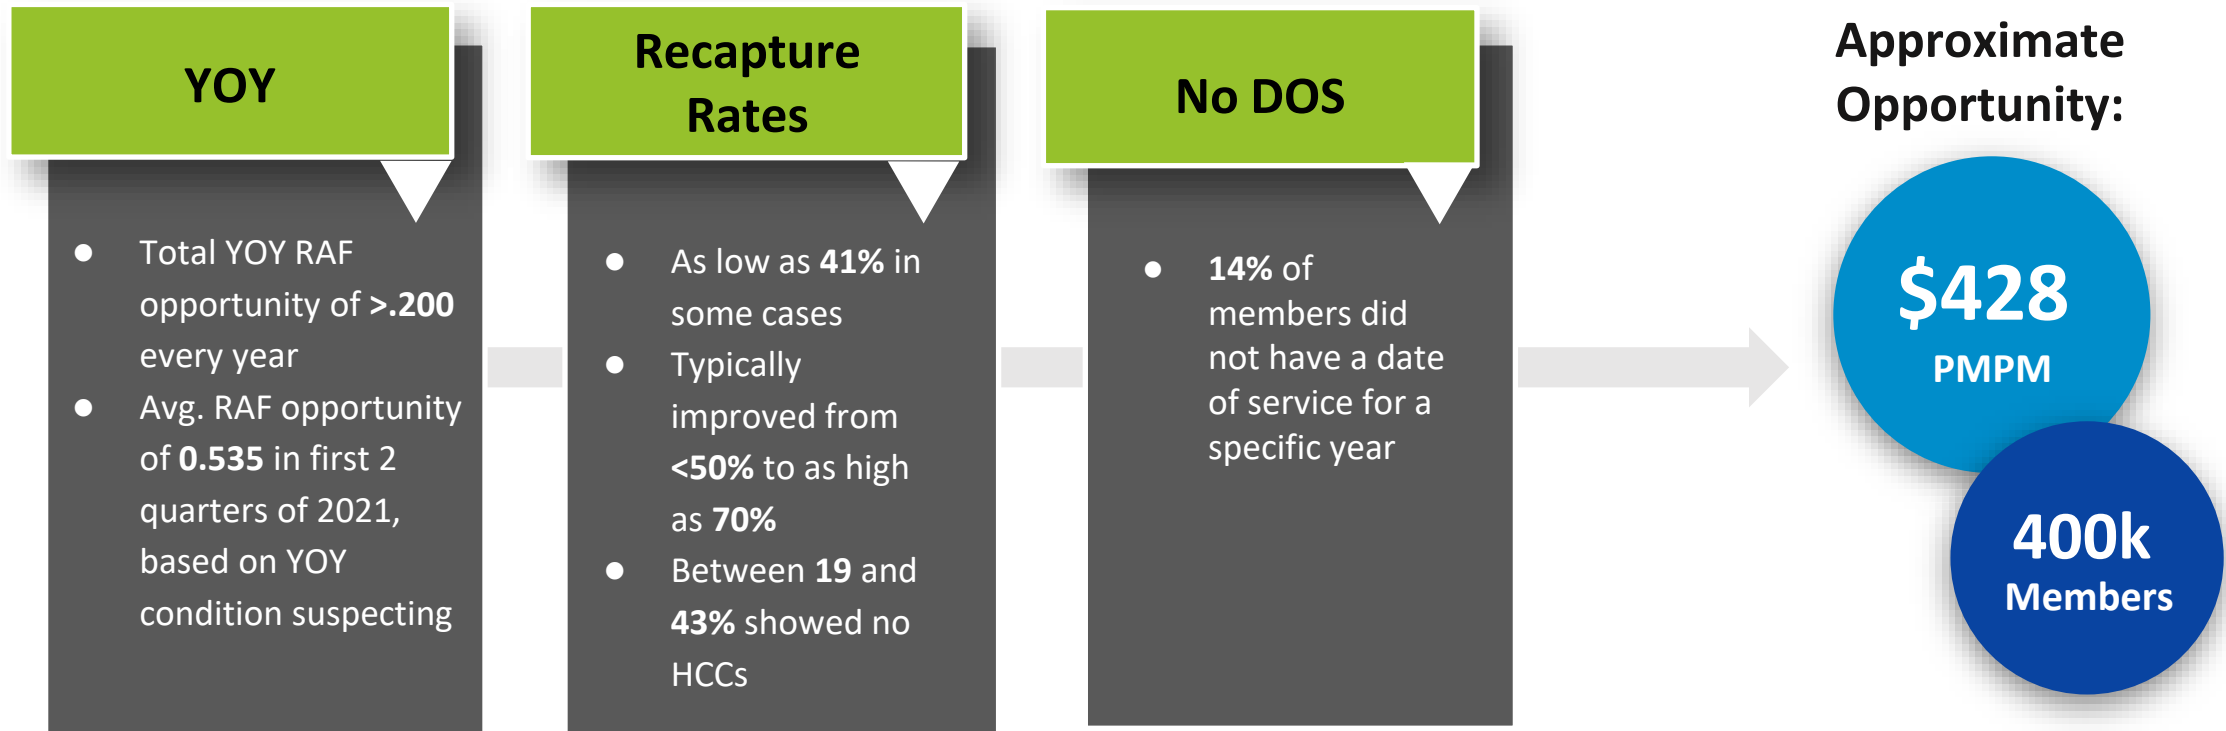 YOY
● Total YOY RAF
opportunity of >.200
every year
● Avg. RAF opportunity
of 0.535 in first 2
quarters of 2021,
based on YOY
condition suspecting
Recapture
Rates
● As low as 41% in
some cases
● Typically
improved from
<50% to as high
as 70%
● Between 19 and
43% showed no
HCCs
No DOS
● 14% of
members did
not have a date
of service for a
specific year
Approximate
Opportunity:
$428
PMPM
400k
Members